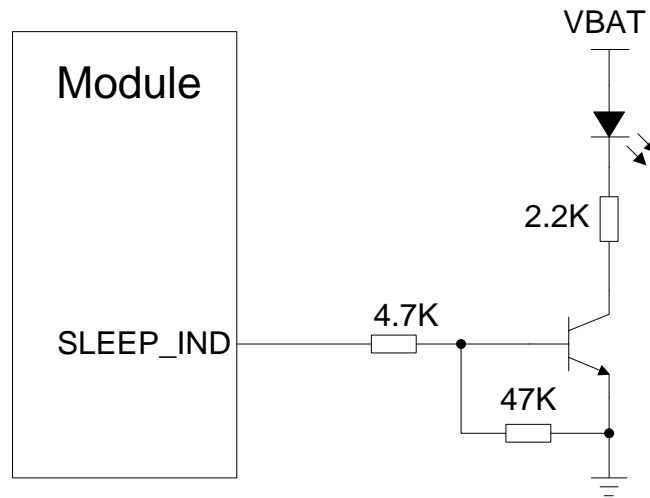 VBAT
Module
2.2K
4.7K
SLEEP_IND
47K